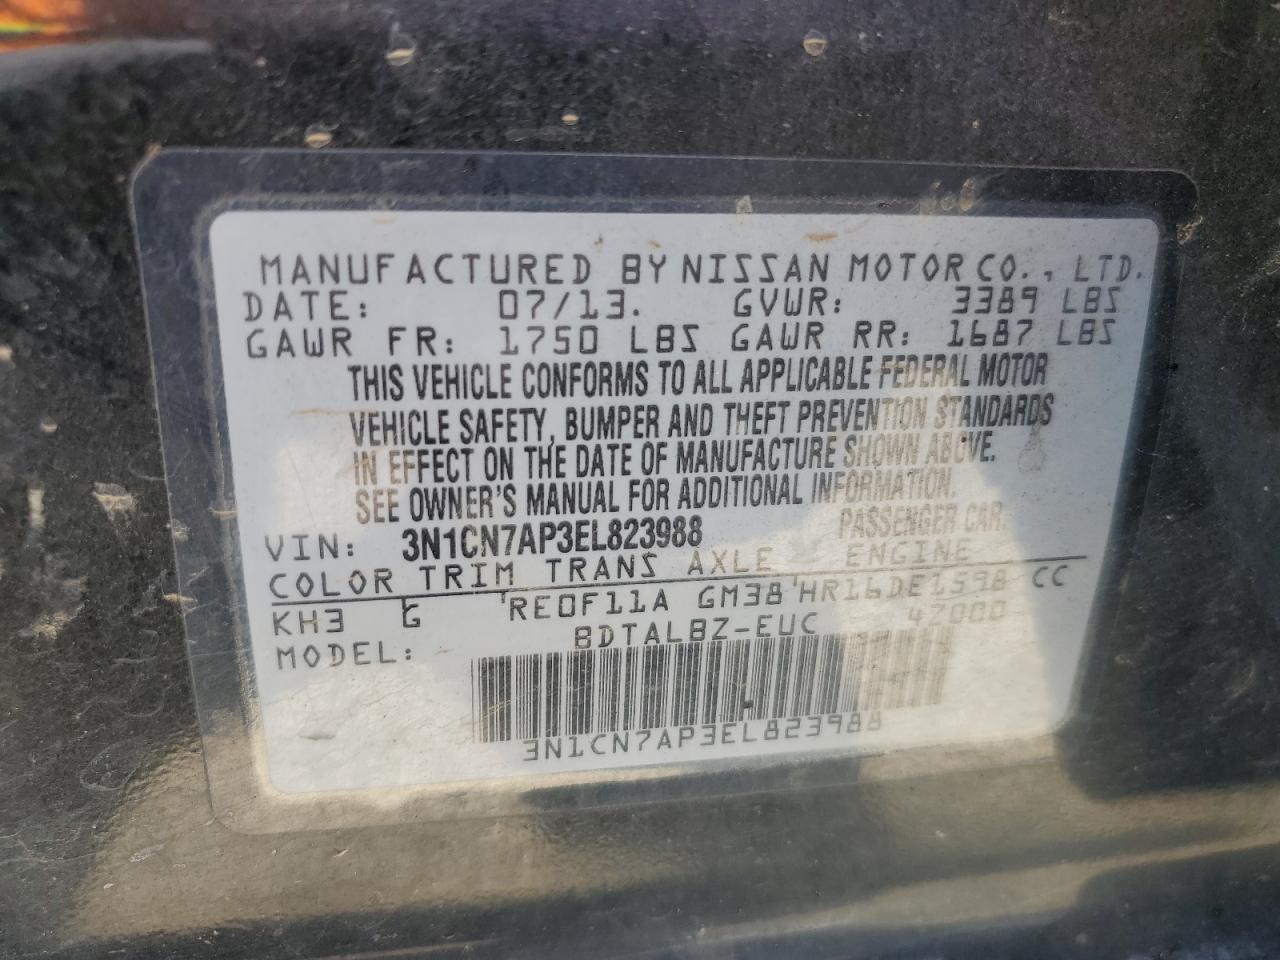 MANUFACTURED BY NISSAN MOTOR CO., LTD.
DATE: 07/13. GVWR: 3389 LBS
GAWR FR: 1750 LBS GAWR RR: 1687 LBS
THIS VEHICLE CONFORMS TO ALL APPLICABLE FEDERAL MOTOR
VEHICLE SAFETY, BUMPER AND THEFT PREVENTION STANDARDS
IN EFFECT ON THE DATE OF MANUFACTURE SHOWN ABOVE.
SEE OWNER'S MANUAL FOR ADDITIONAL INFORMATION.
VIN: 3N1CN7AP3EL823988 PASSENGER CAR.
COLOR TRIM TRANS AXLE ENGINE
KH3 G RE0F11A GM38 HR16DE1598 CC
MODEL: BDTALBZ-EUC 47000
3N1CN7AP3EL823988